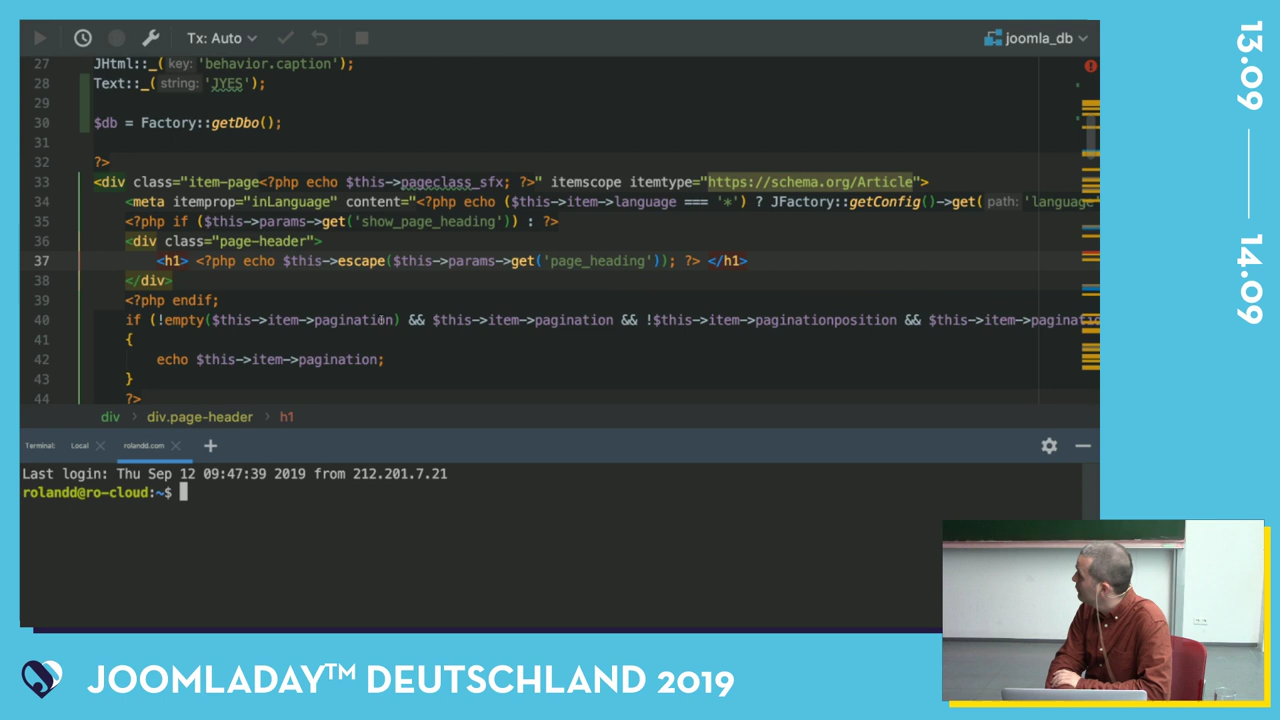 Tx: Auto
joomla_db
27 JHtml::_( key: 'behavior.caption');
28 Text::_( string: 'JYES');
29
30 $db = Factory::getDbo();
31
32 ?>
33 <div class="item-page<?php echo $this->pageclass_sfx; ?>" itemscope itemtype="https://schema.org/Article">
34 <meta itemprop="inLanguage" content="<?php echo ($this->item->language === '*') ? JFactory::getConfig()->get( path: 'language
35 <?php if ($this->params->get('show_page_heading')) : ?>
36 <div class="page-header">
37 <h1> <?php echo $this->escape($this->params->get('page_heading')); ?> </h1>
38 </div>
39 <?php endif;
40 if (!empty($this->item->pagination) && $this->item->pagination && !$this->item->paginationposition && $this->item->paginatio
41 {
42 echo $this->item->pagination;
43 }
44 ?>
div › div.page-header › h1
Terminal: Local rolandd.com
Last login: Thu Sep 12 09:47:39 2019 from 212.201.7.21
rolandd@ro-cloud:~$
13.09
14.09
JOOMLADAY™ DEUTSCHLAND 2019